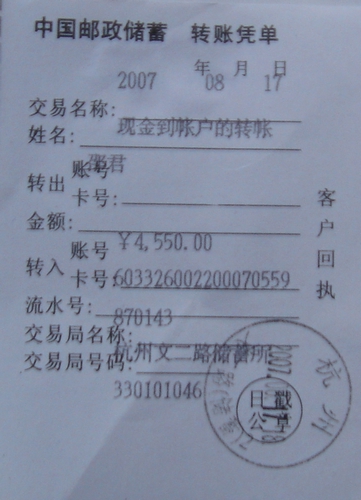 中国邮政储蓄 转账凭单
年 月 日
2007 08 17
交易名称:
现金到帐户的转帐
姓名:
邵君
转出 账号
卡号:
金额:
￥4,550.00
转入 账号
卡号:603326002200070559
流水号:
870143
交易局名称:
杭州文二路储蓄所
交易局号码:
330101046
客户回执
杭州
日戳
公章